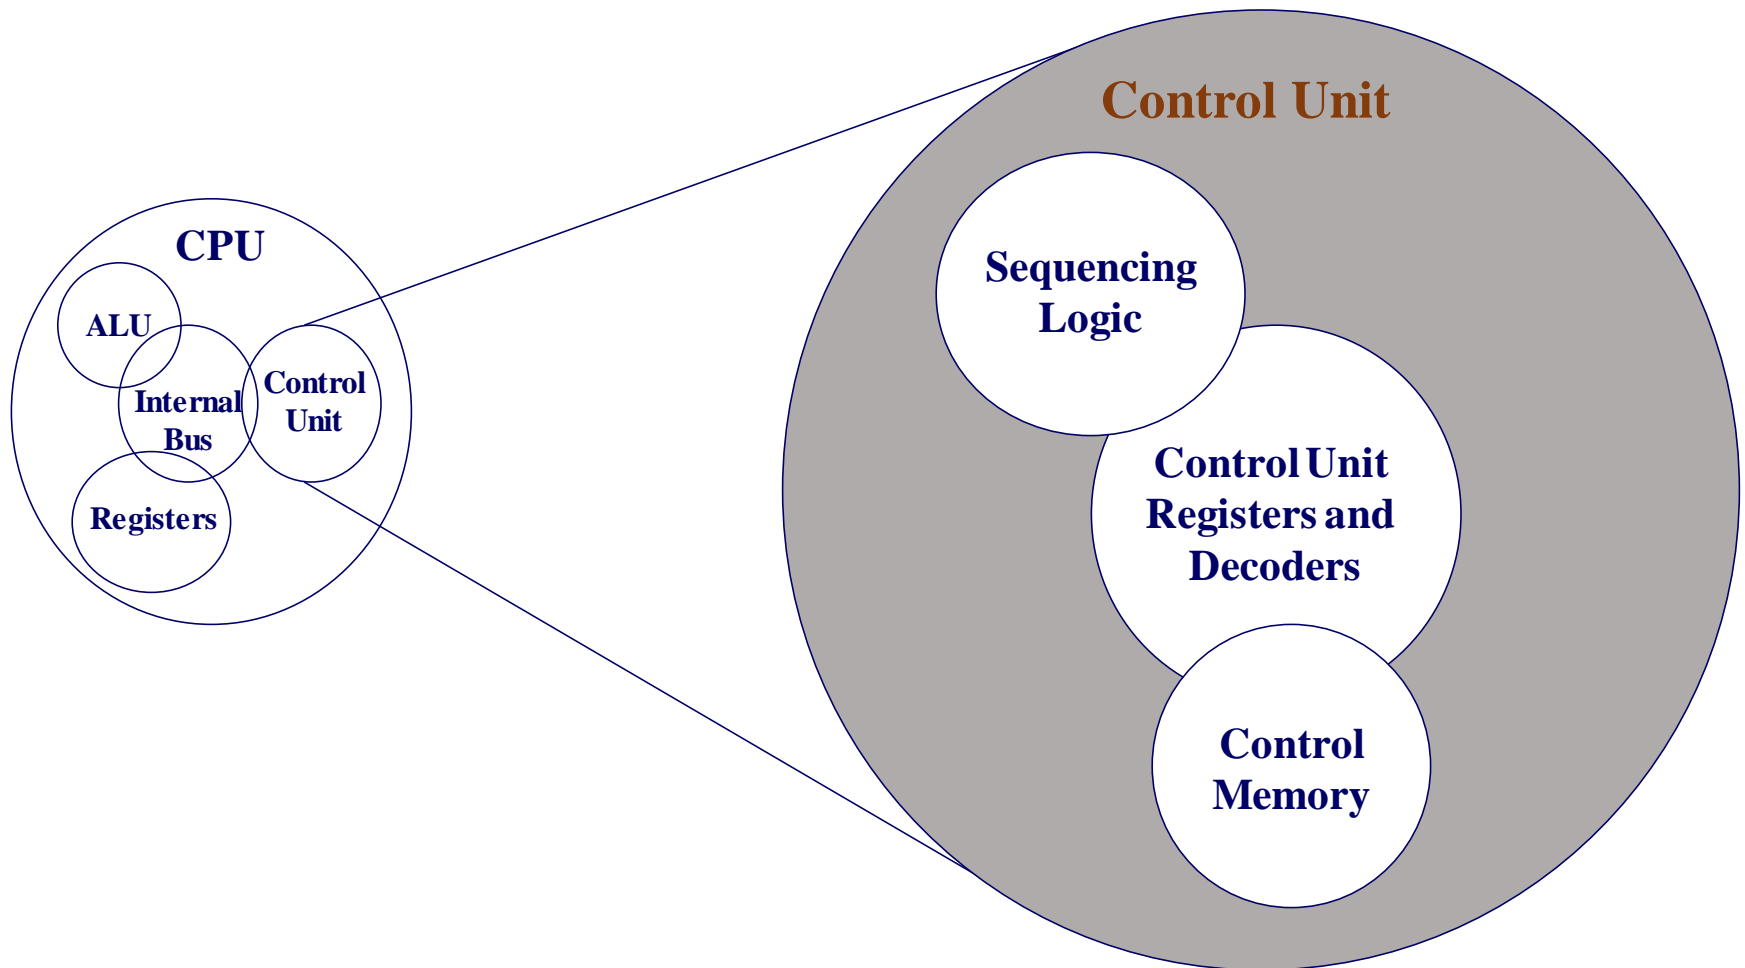 CPU
ALU
Internal
Bus
Control
Unit
Registers
Control Unit
Sequencing
Logic
Control Unit
Registers and
Decoders
Control
Memory